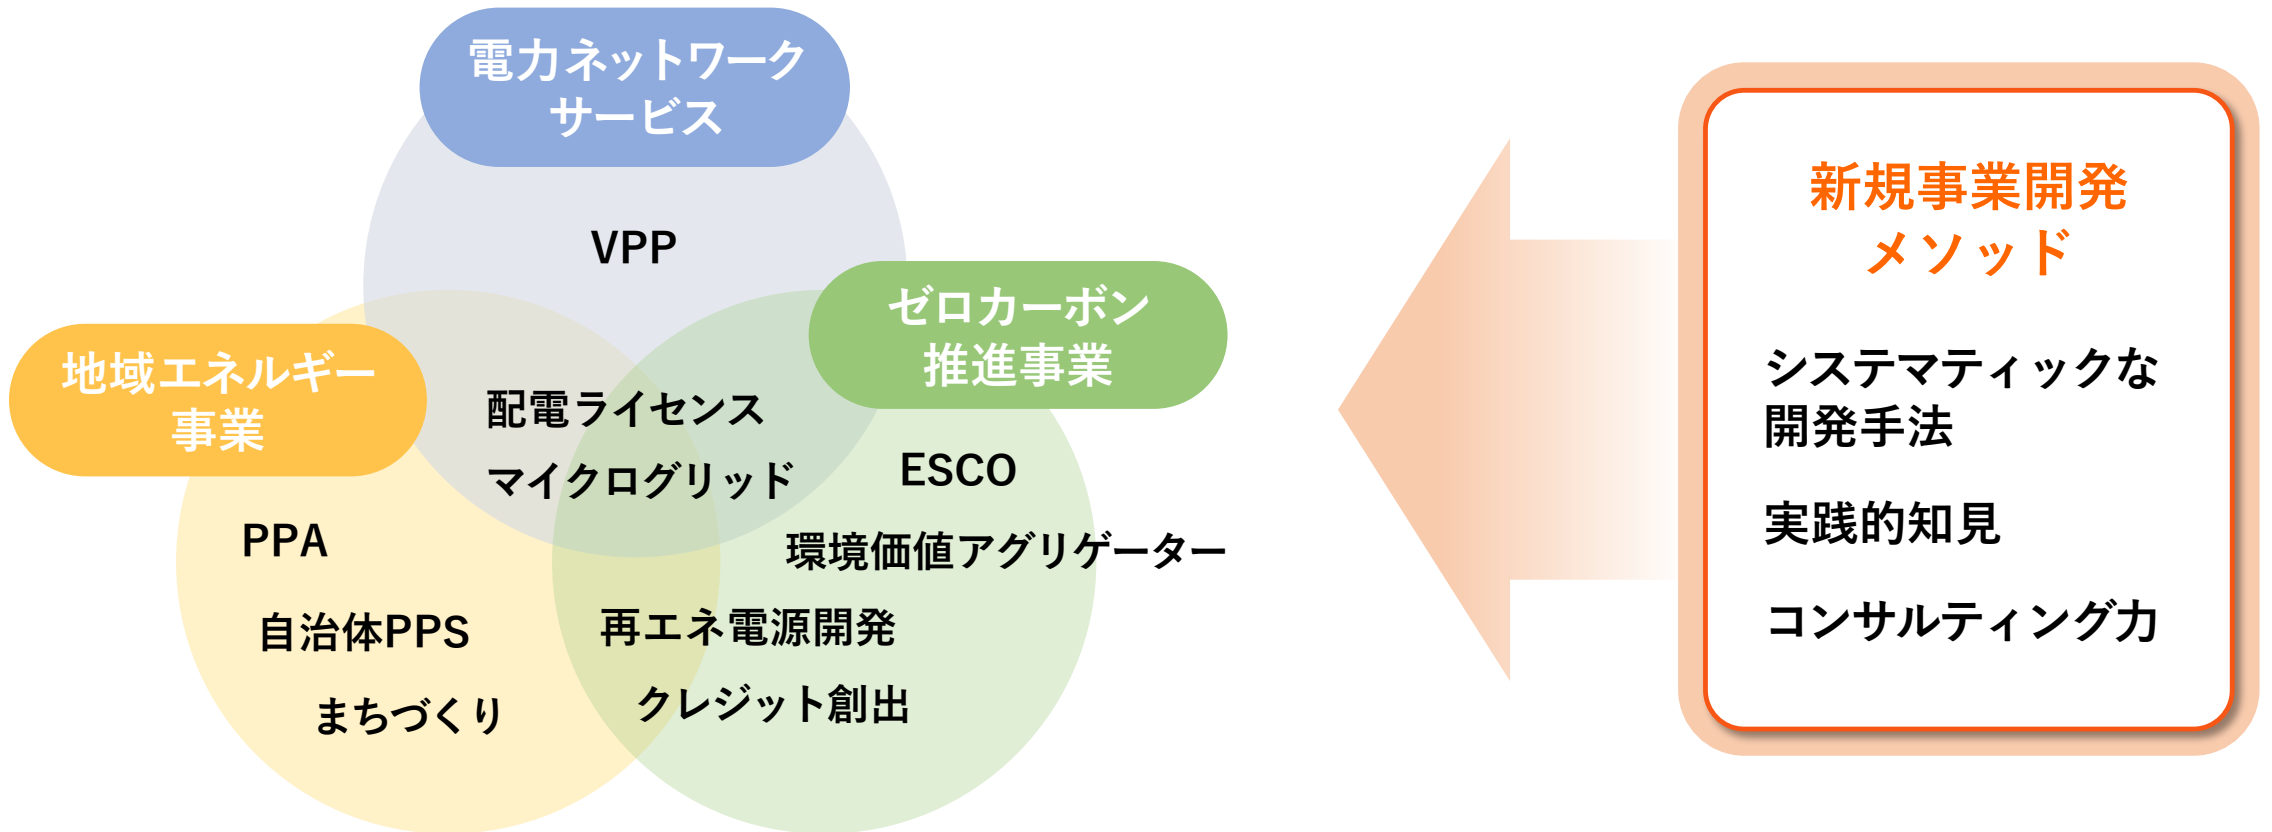 電力ネットワーク
サービス
VPP
ゼロカーボン
推進事業
地域エネルギー
事業
配電ライセンス
マイクログリッド
ESCO
PPA
環境価値アグリゲーター
自治体PPS
再エネ電源開発
まちづくり
クレジット創出
新規事業開発
メソッド
システマティックな
開発手法
実践的知見
コンサルティング力